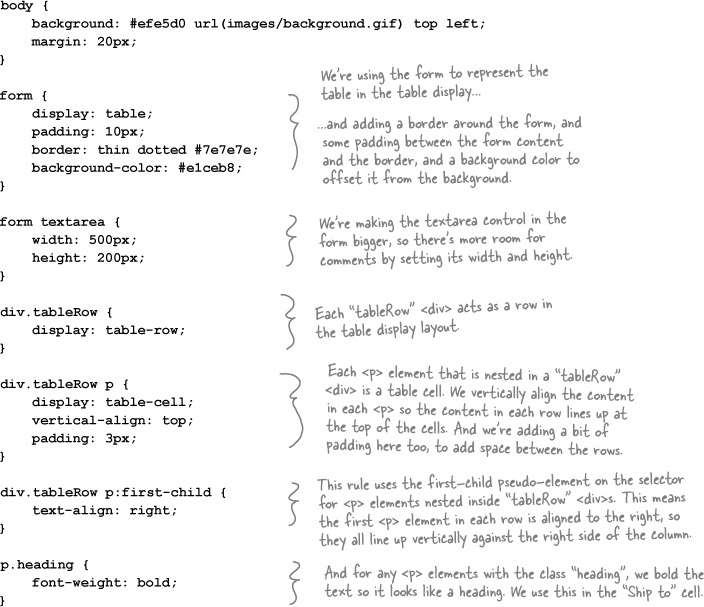 body {
background: #efe5d0 url(images/background.gif) top left;
margin: 20px;
}
We're using the form to represent the
table in the table display...
form {
display: table;
padding: 10px;
border: thin dotted #7e7e7e;
background-color: #e1ceb8;
}
...and adding a border around the form, and
some padding between the form content
and the border, and a background color to
offset it from the background.
form textarea {
width: 500px;
height: 200px;
}
We're making the textarea control in the
form bigger, so there's more room for
comments by setting its width and height.
div.tableRow {
display: table-row;
}
Each "tableRow" <div> acts as a row in
the table display layout.
div.tableRow p {
display: table-cell;
vertical-align: top;
padding: 3px;
}
Each <p> element that is nested in a "tableRow"
<div> is a table cell. We vertically align the content
in each <p> so the content in each row lines up at
the top of the cells. And we're adding a bit of
padding here too, to add space between the rows.
div.tableRow p:first-child {
text-align: right;
}
This rule uses the first-child pseudo-element on the selector
for <p> elements nested inside "tableRow" <div>s. This means
the first <p> element in each row is aligned to the right, so
they all line up vertically against the right side of the column.
p.heading {
font-weight: bold;
}
And for any <p> elements with the class "heading", we bold the
text so it looks like a heading. We use this in the "Ship to" cell.